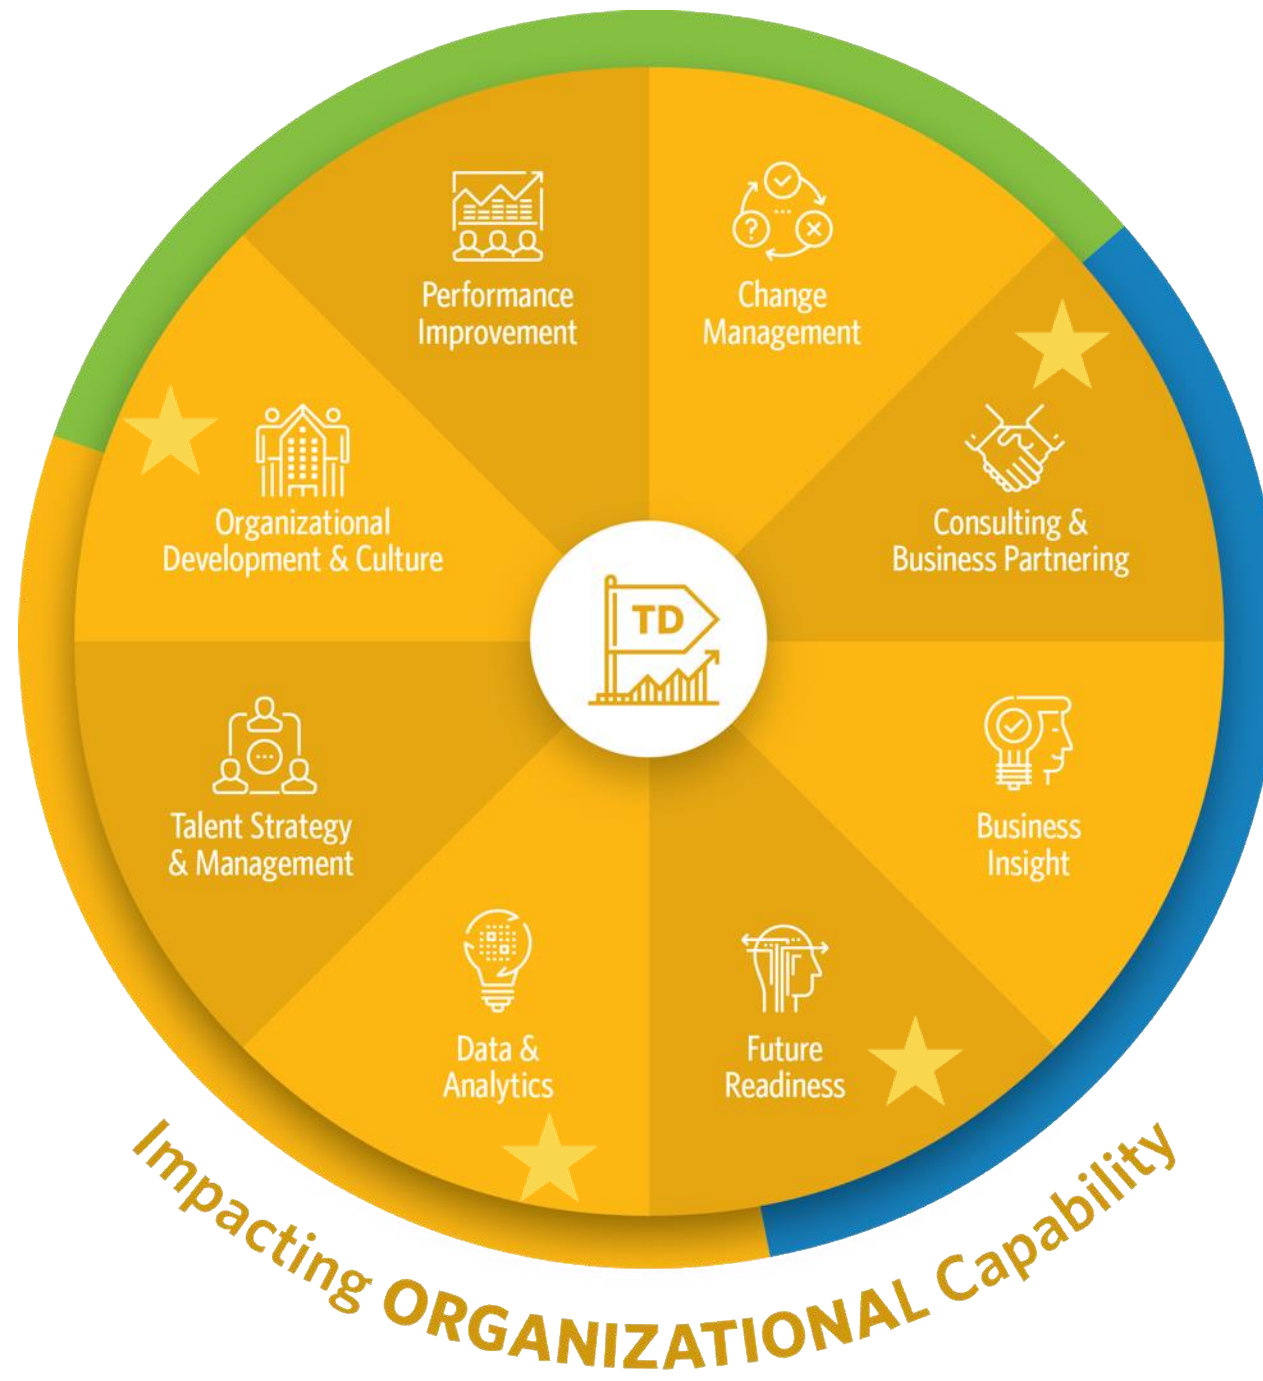 Performance
Improvement
Change
Management
Organizational
Development & Culture
Consulting &
Business Partnering
TD
Talent Strategy
& Management
Business
Insight
Data &
Analytics
Future
Readiness
Impacting ORGANIZATIONAL Capability